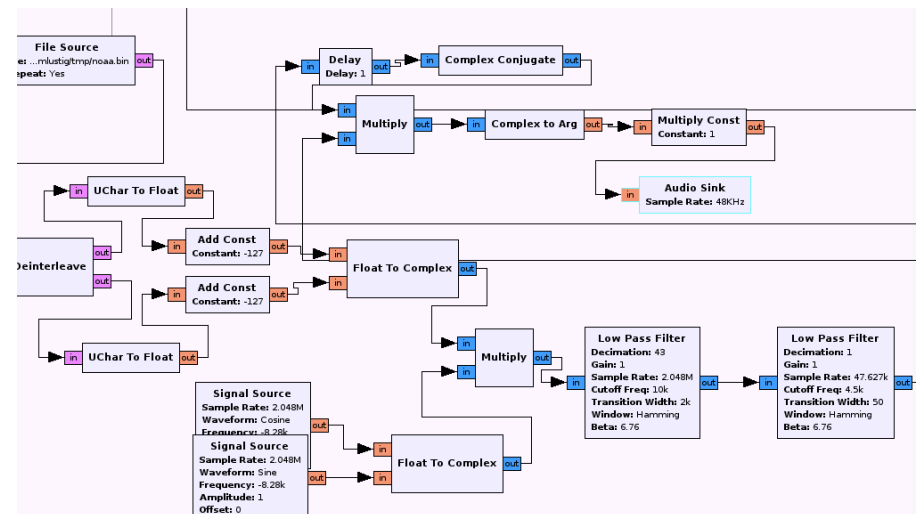 File Source
e: ...mlustig/tmp/noaa.bin
epeat: Yes
out
in
Delay
Delay: 1
out
in
Complex Conjugate
out
in
in
Multiply
out
in
Complex to Arg
out
in
Multiply Const
Constant: 1
out
in
Audio Sink
Sample Rate: 48KHz
in
UChar To Float
out
in
Add Const
Constant: -127
out
Deinterleave
out
out
in
Add Const
Constant: -127
out
in
in
Float To Complex
out
in
UChar To Float
out
in
in
Multiply
out
in
Low Pass Filter
Decimation: 43
Gain: 1
Sample Rate: 2.048M
Cutoff Freq: 10k
Transition Width: 2k
Window: Hamming
Beta: 6.76
out
in
Low Pass Filter
Decimation: 1
Gain: 1
Sample Rate: 47.627k
Cutoff Freq: 4.5k
Transition Width: 50
Window: Hamming
Beta: 6.76
out
Signal Source
Sample Rate: 2.048M
Waveform: Cosine
Frequency: -8.28k
out
Signal Source
Sample Rate: 2.048M
Waveform: Sine
Frequency: -8.28k
Amplitude: 1
Offset: 0
out
in
in
Float To Complex
out